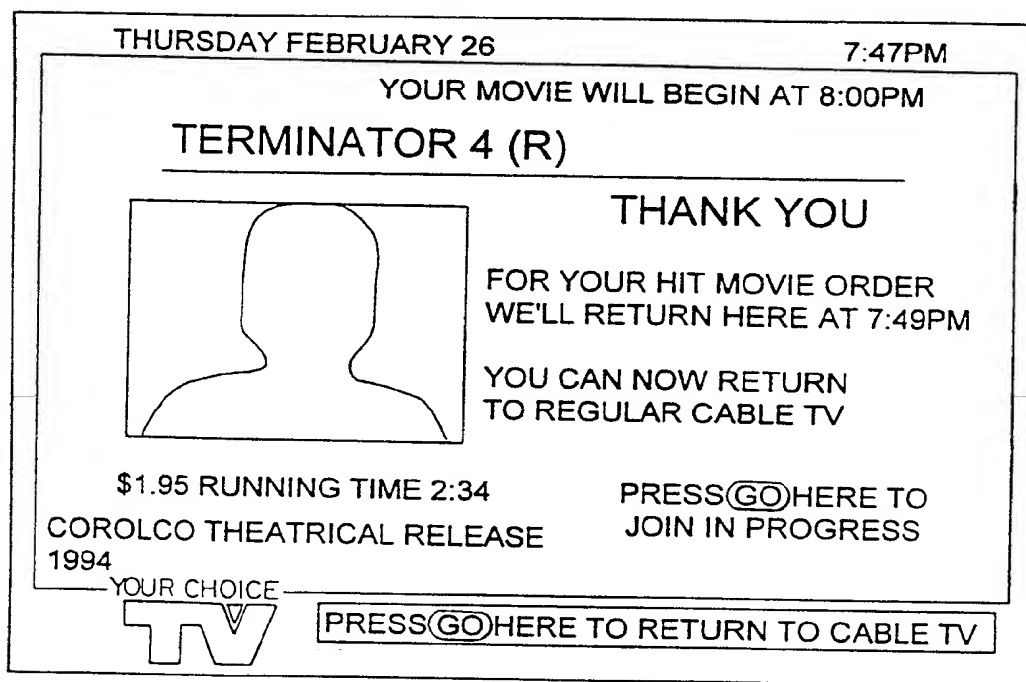 THURSDAY FEBRUARY 26 7:47PM
YOUR MOVIE WILL BEGIN AT 8:00PM
TERMINATOR 4 (R)
THANK YOU
FOR YOUR HIT MOVIE ORDER
WE'LL RETURN HERE AT 7:49PM
YOU CAN NOW RETURN
TO REGULAR CABLE TV
$1.95 RUNNING TIME 2:34
COROLCO THEATRICAL RELEASE
1994
PRESS GO HERE TO
JOIN IN PROGRESS
YOUR CHOICE
TV
PRESS GO HERE TO RETURN TO CABLE TV